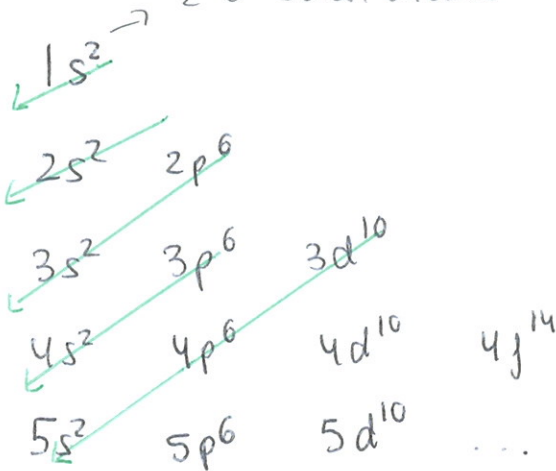 1s²
2s² 2p⁶
3s² 3p⁶ 3d¹⁰
4s² 4p⁶ 4d¹⁰ 4f¹⁴
5s² 5p⁶ 5d¹⁰ ...